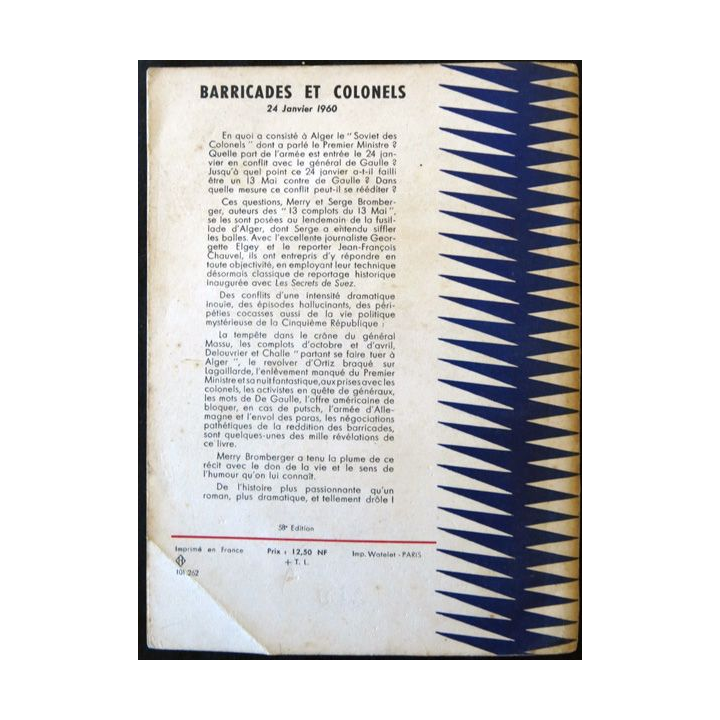 BARRICADES ET COLONELS
24 Janvier 1960
En quoi a consisté à Alger le "Soviet des
Colonels" dont a parlé le Premier Ministre ?
Quelle part de l'armée est entrée le 24 jan-
vier en conflit avec le général de Gaulle ?
Jusqu'à quel point ce 24 janvier a-t-il failli
être un 13 Mai contre de Gaulle ? Dans
quelle mesure ce conflit peut-il se rééditer ?
Ces questions, Merry et Serge Bromber-
ger, auteurs des "13 complots du 13 Mai",
se les sont posées au lendemain de la fusil-
lade d'Alger, dont Serge a entendu siffler
les balles. Avec l'excellente journaliste Geor-
gette Elgey et le reporter Jean-François
Chauvel, ils ont entrepris d'y répondre en
toute objectivité, en employant leur technique
désormais classique de reportage historique
inaugurée avec Les Secrets de Suez.
Des conflits d'une intensité dramatique
inouïe, des épisodes hallucinants, des péri-
péties cocasses aussi de la vie politique
mystérieuse de la Cinquième République :
La tempête dans le crâne du général
Massu, les complots d'octobre et d'avril,
Delouvrier et Challe "partant se faire tuer à
Alger", le revolver d'Ortiz braqué sur
Lagaillarde, l'enlèvement manqué du Premier
Ministre et sa nuit fantastique, aux prises avec les
colonels, les activistes en quête de généraux,
les mots de De Gaulle, l'offre américaine de
bloquer, en cas de putsch, l'armée d'Alle-
magne et l'envol des paras, les négociations
pathétiques de la reddition des barricades,
sont quelques-unes des mille révélations de
ce livre.
Merry Bromberger a tenu la plume de ce
récit avec le don de la vie et le sens de
l'humour qu'on lui connaît.
De l'histoire plus passionnante qu'un
roman, plus dramatique, et tellement drôle !
58e Edition
Imprimé en France Prix : 12,50 NF Imp. Watelet - PARIS
+ T. L.
101.262